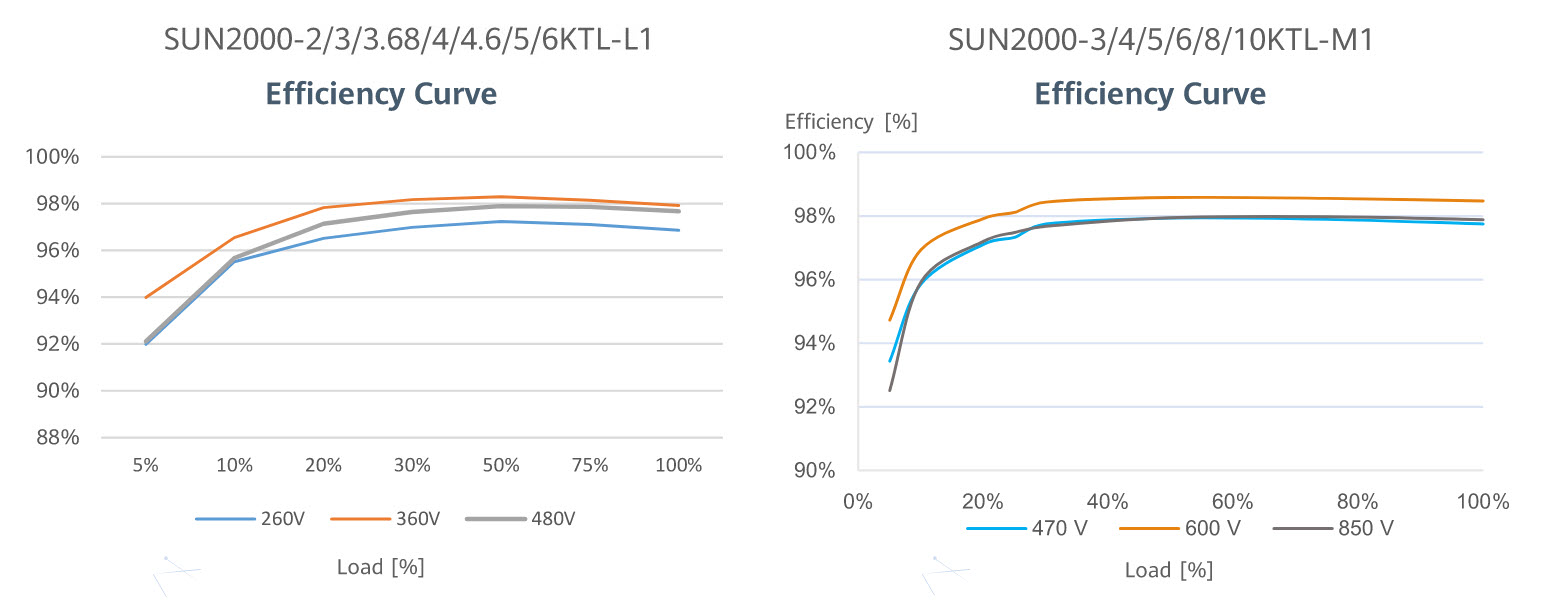 SUN2000-2/3/3.68/4/4.6/5/6KTL-L1
Efficiency Curve
100%
98%
96%
94%
92%
90%
88%
5% 10% 20% 30% 50% 75% 100%
260V 360V 480V
Load [%]
SUN2000-3/4/5/6/8/10KTL-M1
Efficiency Curve
Efficiency [%]
100%
98%
96%
94%
92%
90%
0% 20% 40% 60% 80% 100%
470 V 600 V 850 V
Load [%]